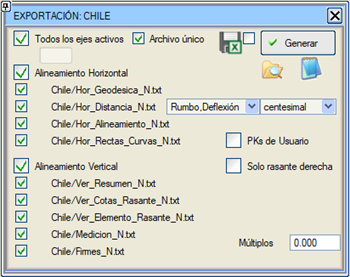 EXPORTACIÓN: CHILE
Todos los ejes activos
Archivo único
Generar
Alineamiento Horizontal
Chile/Hor_Geodesica_N.txt
Chile/Hor_Distancia_N.txt
Rumbo,Deflexión
centesimal
Chile/Hor_Alineamiento_N.txt
Chile/Hor_Rectas_Curvas_N.txt
PKs de Usuario
Alineamiento Vertical
Solo rasante derecha
Chile/Ver_Resumen_N.txt
Chile/Ver_Cotas_Rasante_N.txt
Chile/Ver_Elemento_Rasante_N.txt
Chile/Medicion_N.txt
Múltiplos
0.000
Chile/Firmes_N.txt